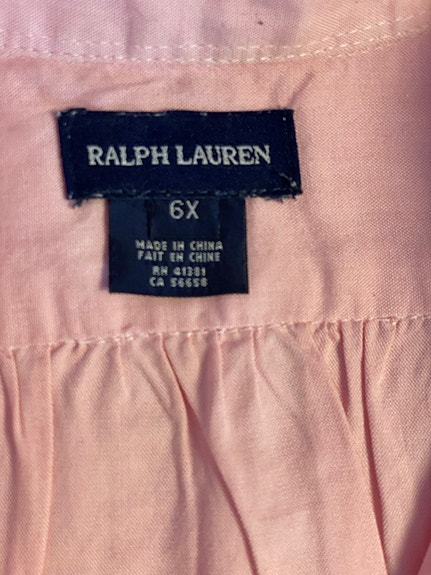 RALPH LAUREN
6X
MADE IN CHINA
FAIT EN CHINE
RN 41381
CA 56658